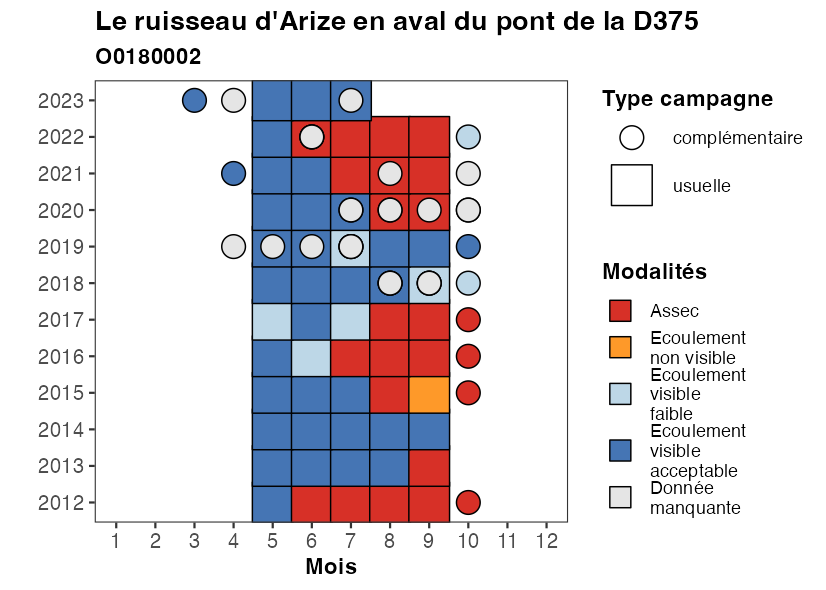 Le ruisseau d'Arize en aval du pont de la D375
O0180002
2023
2022
2021
2020
2019
2018
2017
2016
2015
2014
2013
2012
1 2 3 4 5 6 7 8 9 10 11 12
Mois
Type campagne
complémentaire
usuelle
Modalités
Assec
Ecoulement
non visible
Ecoulement
visible
faible
Ecoulement
visible
acceptable
Donnée
manquante